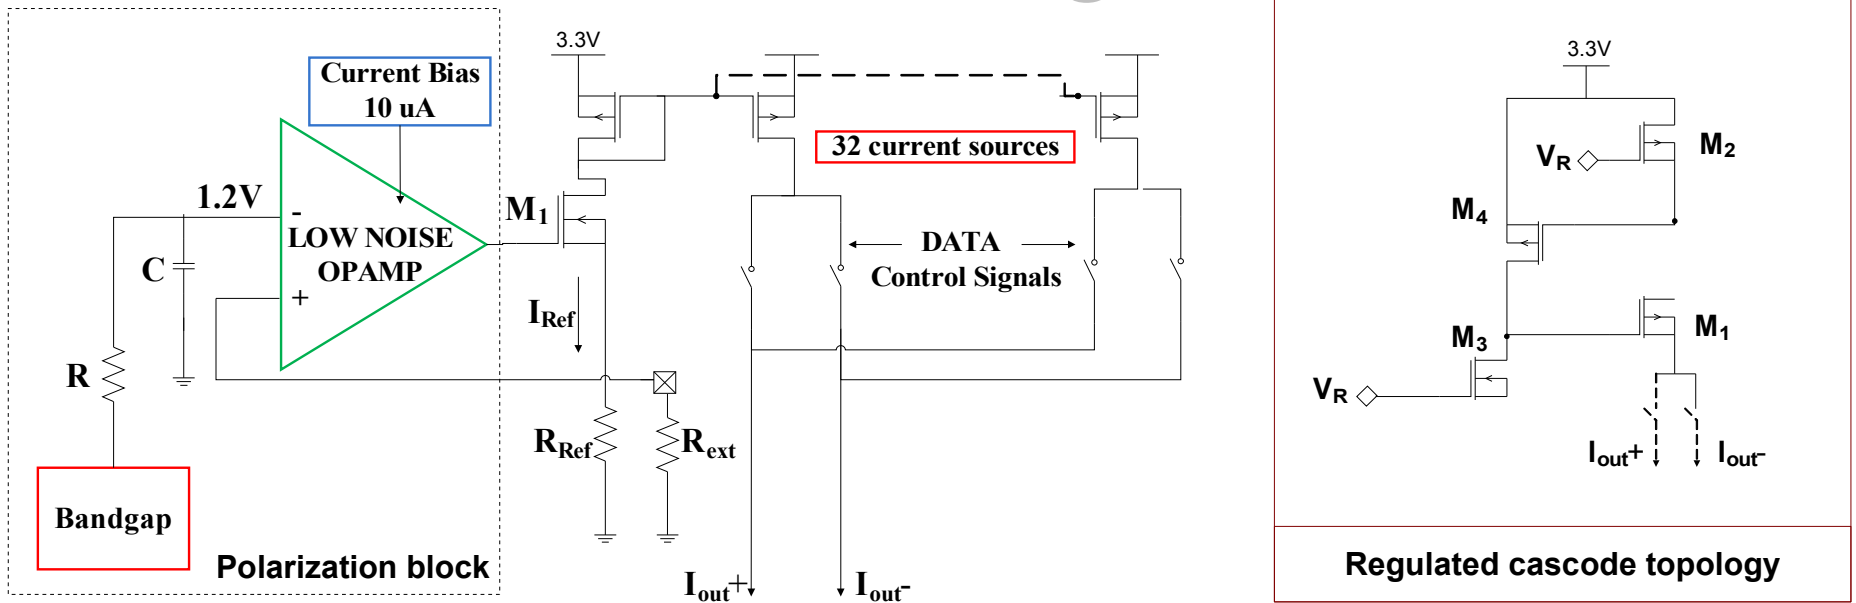 Current Bias
10 uA
3.3V
1.2V
-
LOW NOISE
OPAMP
+
C
R
Bandgap
Polarization block
M1
IRef
RRef
Rext
32 current sources
DATA
Control Signals
Iout+
Iout-
3.3V
VR
M2
M4
M3
M1
VR
Iout+
Iout-
Regulated cascode topology